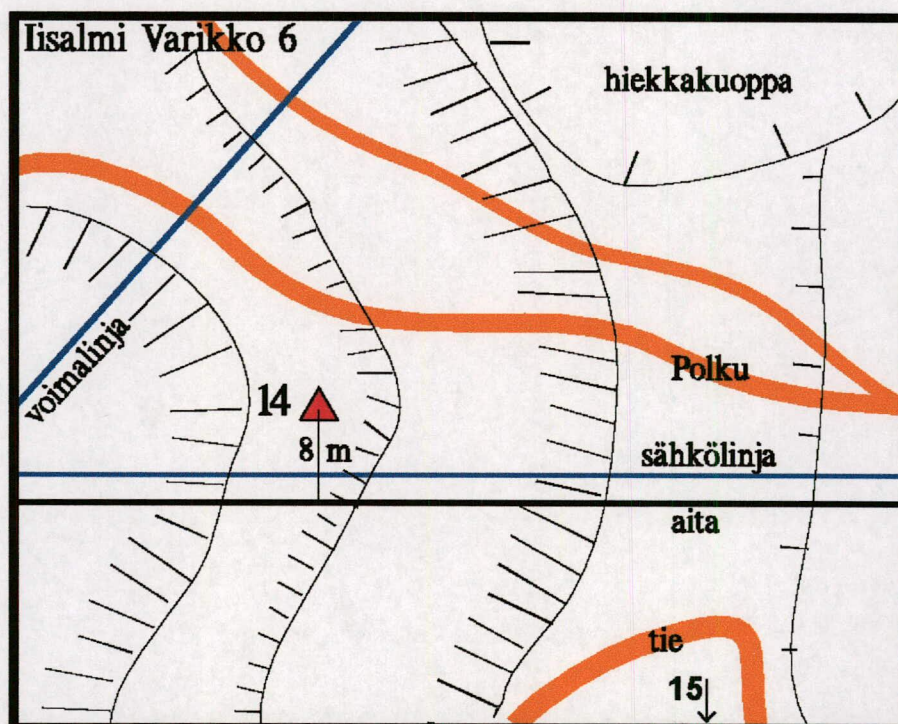 Iisalmi Varikko 6
hiekkakuoppa
voimalinja
Polku
14
8 m
sähkölinja
aita
tie
15